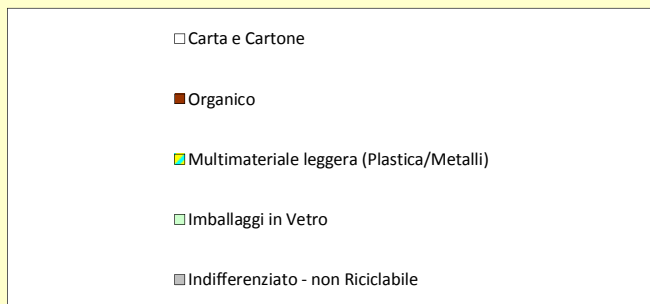 Carta e Cartone
Organico
Multimateriale leggera (Plastica/Metalli)
Imballaggi in Vetro
Indifferenziato - non Riciclabile